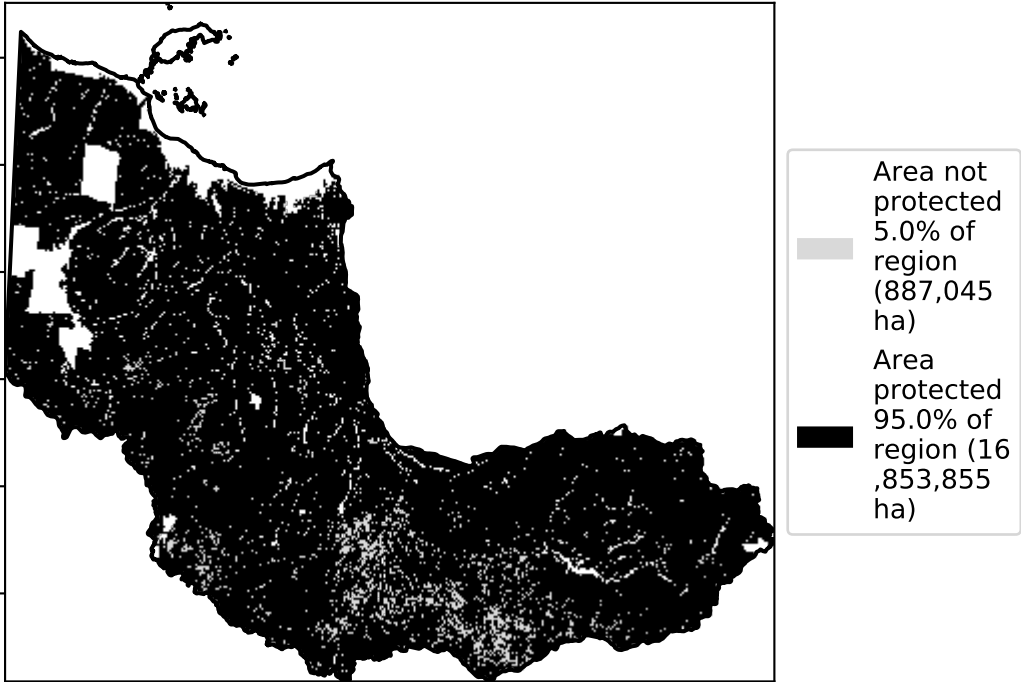 Area not
protected
5.0% of
region
(887,045
ha)
Area
protected
95.0% of
region (16
,853,855
ha)